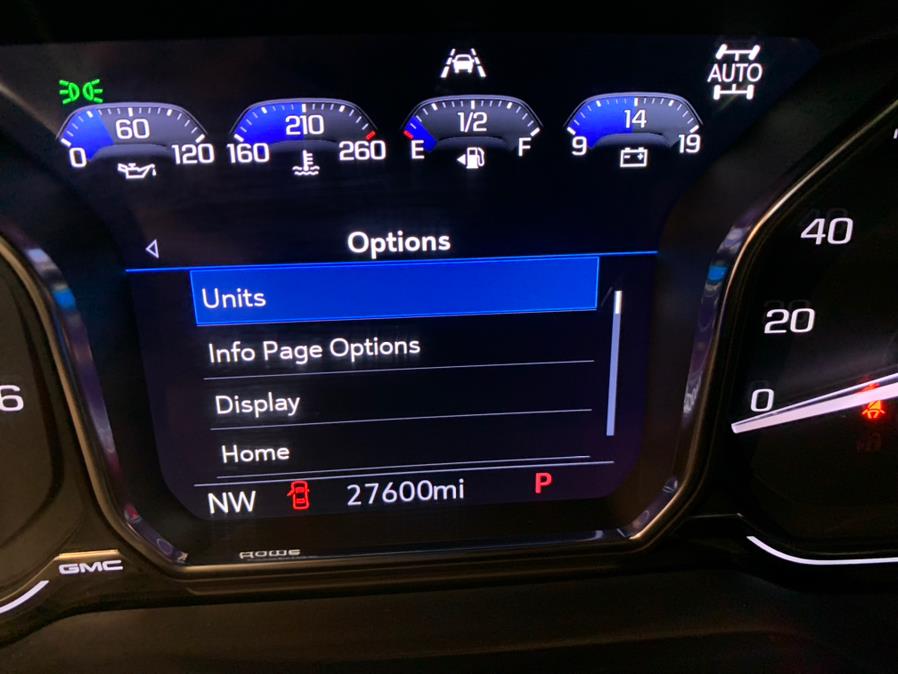 AUTO
60
210
1/2
14
0 120 160 260 E F 9 19
40
Options
Units
20
Info Page Options
6
0
Display
Home
NW 27600mi P
GMC